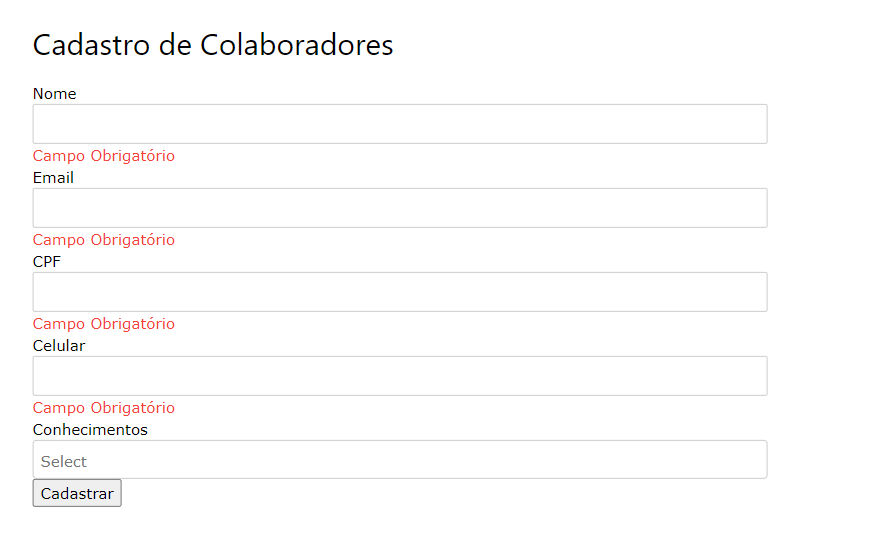 Cadastro de Colaboradores
Nome
Campo Obrigatório
Email
Campo Obrigatório
CPF
Campo Obrigatório
Celular
Campo Obrigatório
Conhecimentos
Select
Cadastrar